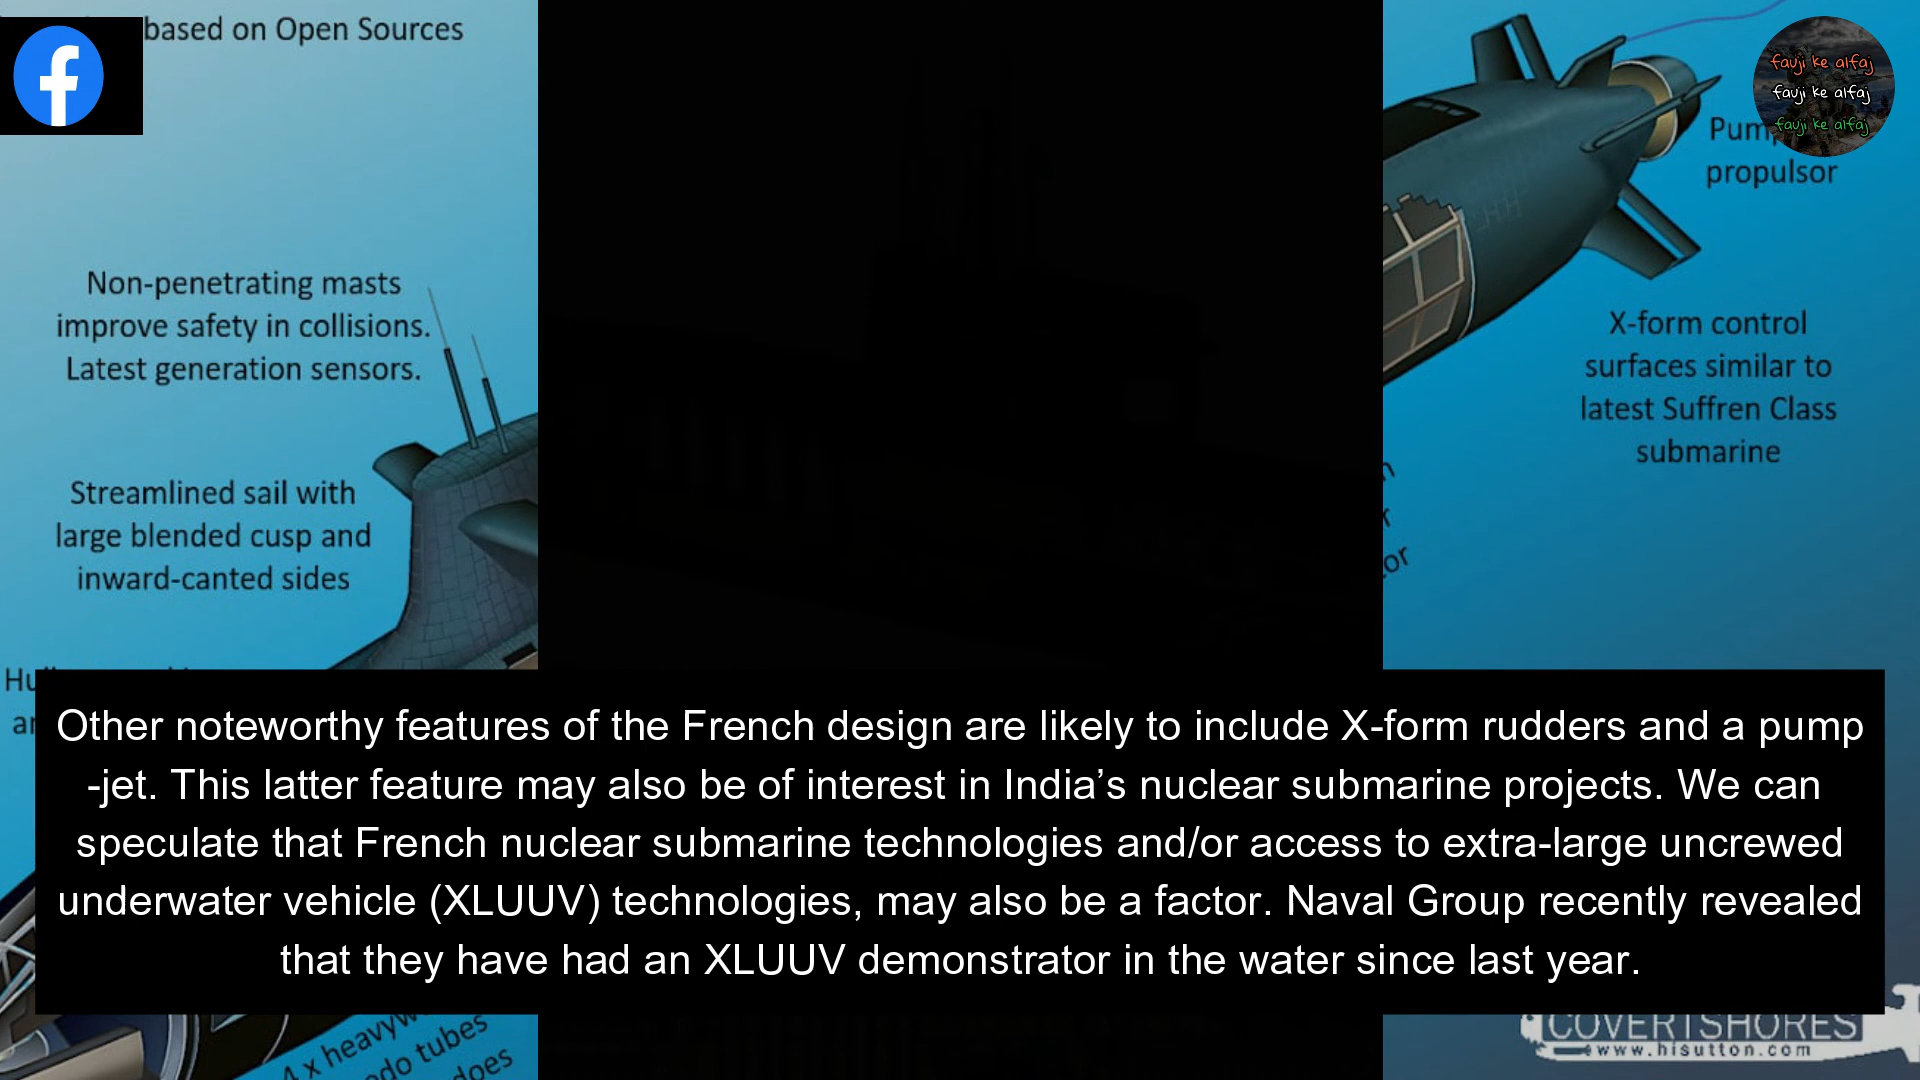 based on Open Sources
fauji ke alfaj
fauji ke alfaj
fauji ke alfaj
propulsor
Non-penetrating masts
improve safety in collisions.
Latest generation sensors.
X-form control
surfaces similar to
latest Suffren Class
submarine
Streamlined sail with
large blended cusp and
inward-canted sides
Other noteworthy features of the French design are likely to include X-form rudders and a pump
-jet. This latter feature may also be of interest in India’s nuclear submarine projects. We can
speculate that French nuclear submarine technologies and/or access to extra-large uncrewed
underwater vehicle (XLUUV) technologies, may also be a factor. Naval Group recently revealed
that they have had an XLUUV demonstrator in the water since last year.
4 x
tubes
COVERTSHORES
www.hisutton.com